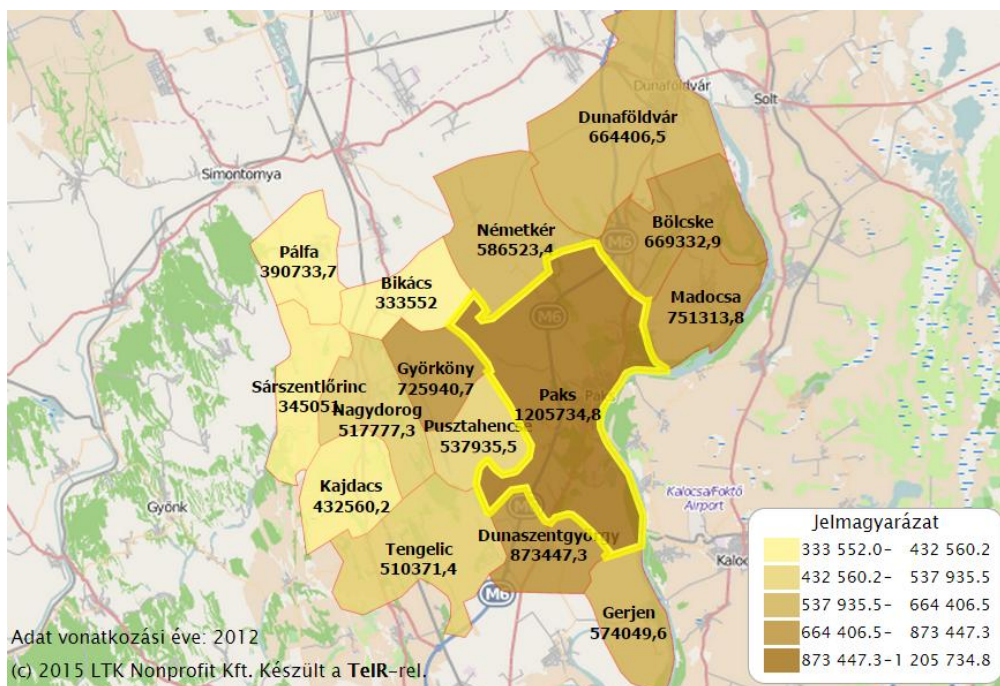 Dunaföldvár
Solt
Dunaföldvár
664406,5
Simontornya
Bölcske
669332,9
Németkér
586523,4
M6
Pálfa
390733,7
Bikács
333552
Madocsa
751313,8
M6
Györköny
725940,7
Sárszentlőrinc
345051
Nagydorog
517777,3
Paks
Paks
1205734,8
Pusztahencse
537935,5
Kajdacs
432560,2
Gyönk
Kalocsa/Foktő
Airport
Dunaszentgyörgy
873447,3
Tengelic
510371,4
M6
Gerjen
574049,6
Jelmagyarázat
333 552.0- 432 560.2
432 560.2- 537 935.5
537 935.5- 664 406.5
664 406.5- 873 447.3
873 447.3-1 205 734.8
Adat vonatkozási éve: 2012
(c) 2015 LTK Nonprofit Kft. Készült a TeIR-rel.